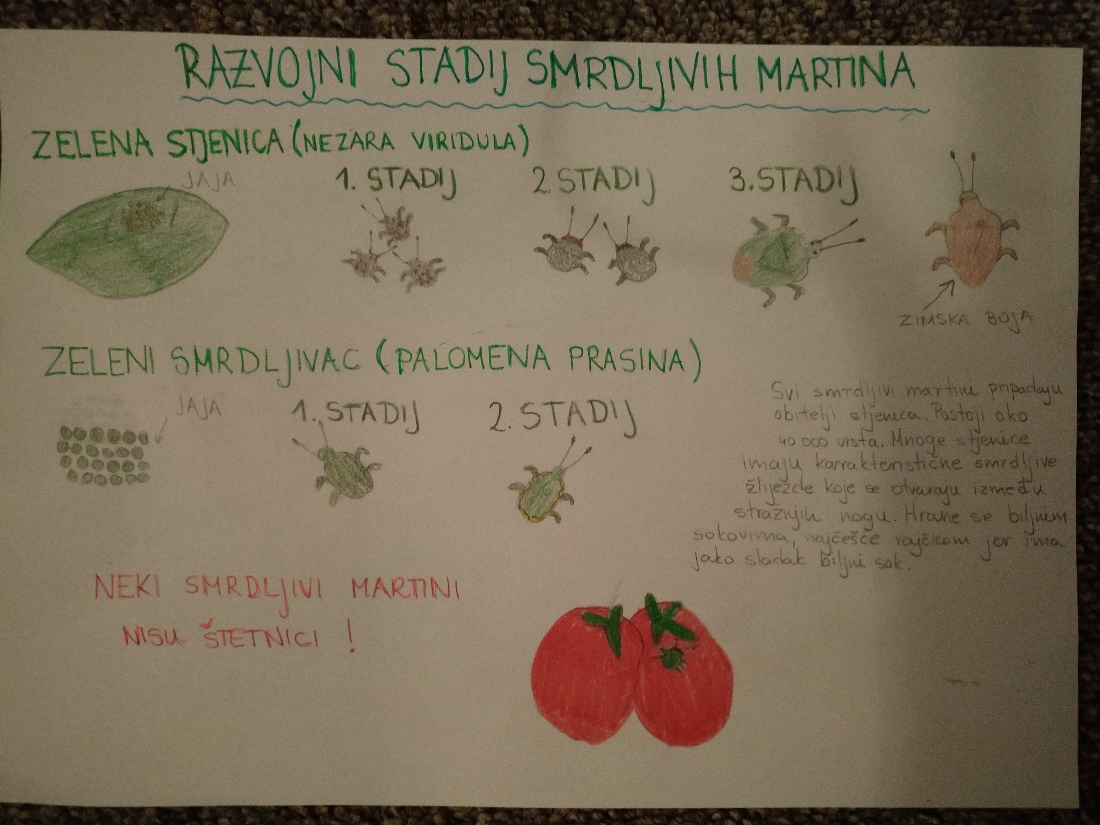 RAZVOJNI STADIJ SMRDLJIVIH MARTINA
ZELENA STJENICA (NEZARA VIRIDULA)
JAJA
1. STADIJ
2. STADIJ
3. STADIJ
ZIMSKA BOJA
ZELENI SMRDLJIVAC (PALOMENA PRASINA)
JAJA
1. STADIJ
2. STADIJ
Svi smrdljivi martini pripadaju
obitelji stjenica. Postoji oko
40 000 vrsta. Mnoge stjenice
imaju karrakteristične smrdljive
žlijezde koje se otvaraju između
stražnjih nogu. Hrane se biljnim
sokovima, najčešće rajčicom jer ima
jako sladak biljni sok.
NEKI SMRDLJIVI MARTINI
NISU ŠTETNICI !